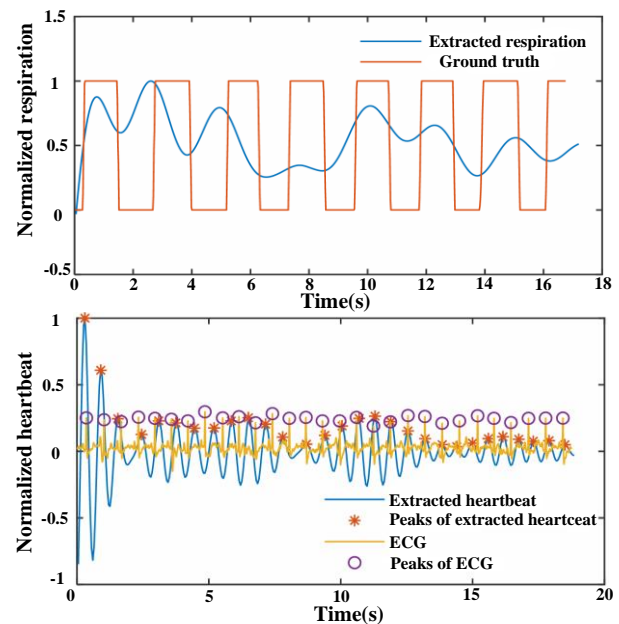 1.5
Extracted respiration
Ground truth
1
0.5
0
-0.5
Normalized respiration
0 2 4 6 8 10 12 14 16 18
Time(s)
1
0.5
0
-0.5
-1
Normalized heartbeat
Extracted heartbeat
Peaks of extracted heartceat
ECG
Peaks of ECG
0 5 10 15 20
Time(s)